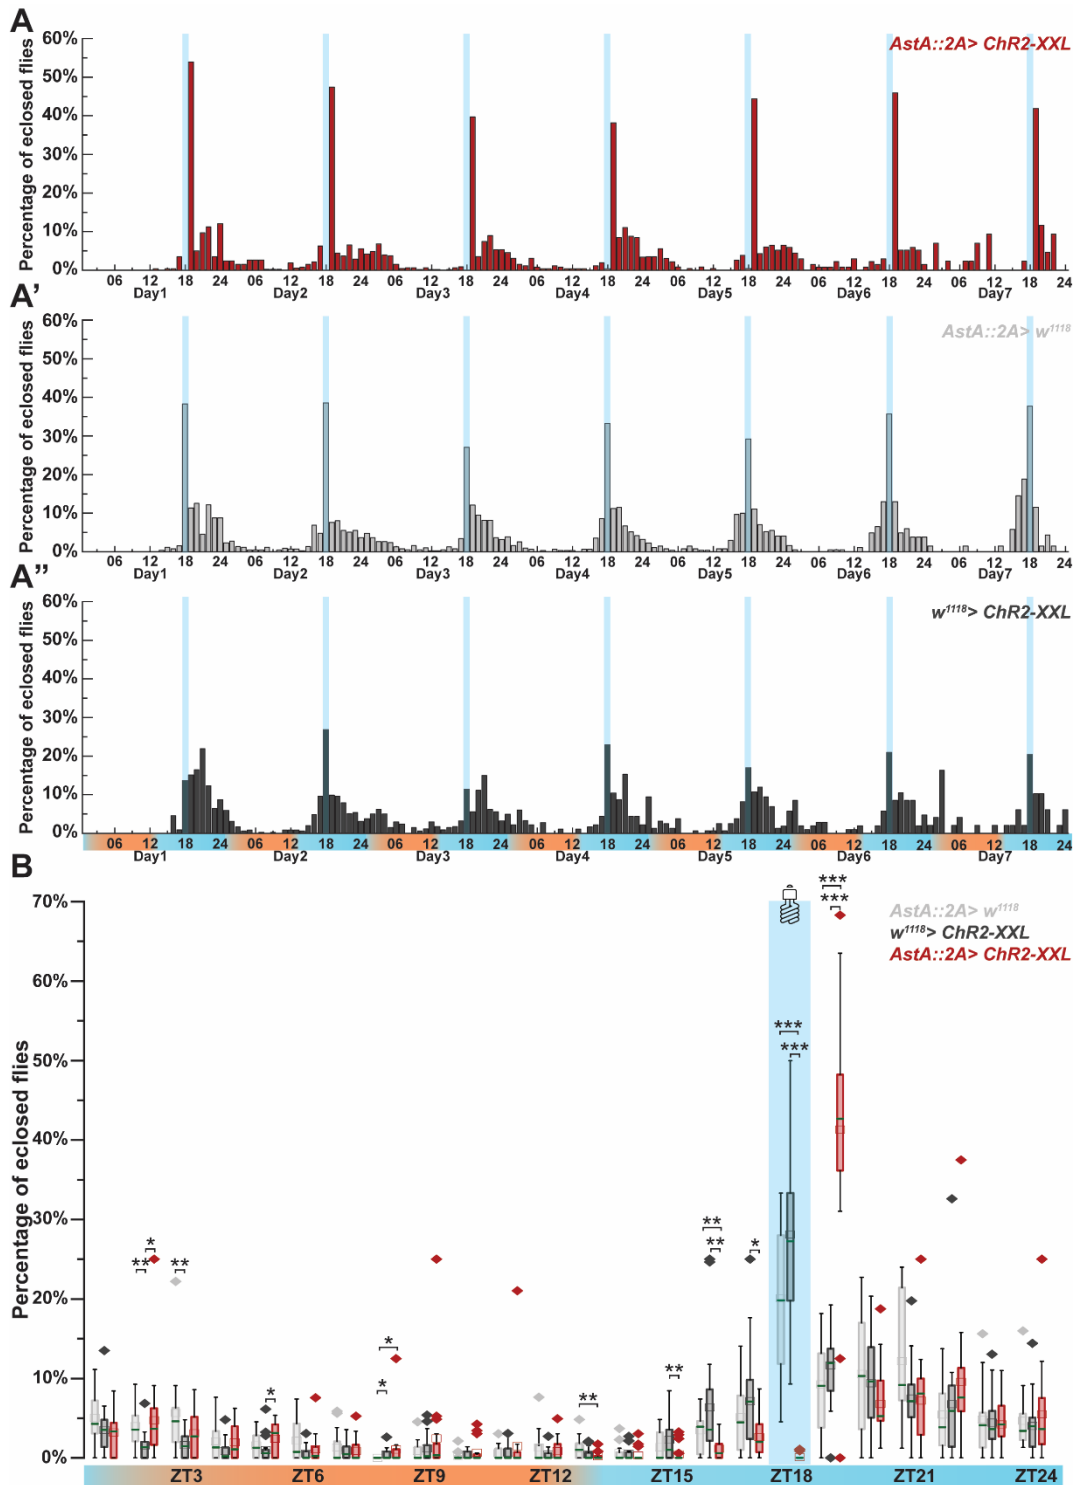 A
60%
AstA::2A> ChR2-XXL
50%
40%
30%
20%
10%
0%
Percentage of eclosed flies
06 12 18 24 06 12 18 24 06 12 18 24 06 12 18 24 06 12 18 24 06 12 18 24 06 12 18 24
Day1 Day2 Day3 Day4 Day5 Day6 Day7
A’
60%
AstA::2A> w1118
50%
40%
30%
20%
10%
0%
Percentage of eclosed flies
06 12 18 24 06 12 18 24 06 12 18 24 06 12 18 24 06 12 18 24 06 12 18 24 06 12 18 24
Day1 Day2 Day3 Day4 Day5 Day6 Day7
A’’
60%
w1118> ChR2-XXL
50%
40%
30%
20%
10%
0%
Percentage of eclosed flies
06 12 18 24 06 12 18 24 06 12 18 24 06 12 18 24 06 12 18 24 06 12 18 24 06 12 18 24
Day1 Day2 Day3 Day4 Day5 Day6 Day7
B
70%
AstA::2A> w1118
w1118> ChR2-XXL
AstA::2A> ChR2-XXL
60%
50%
40%
30%
20%
10%
0%
Percentage of eclosed flies
*** *** *** *** ** * ** * * * ** ** ** ** *
ZT3 ZT6 ZT9 ZT12 ZT15 ZT18 ZT21 ZT24